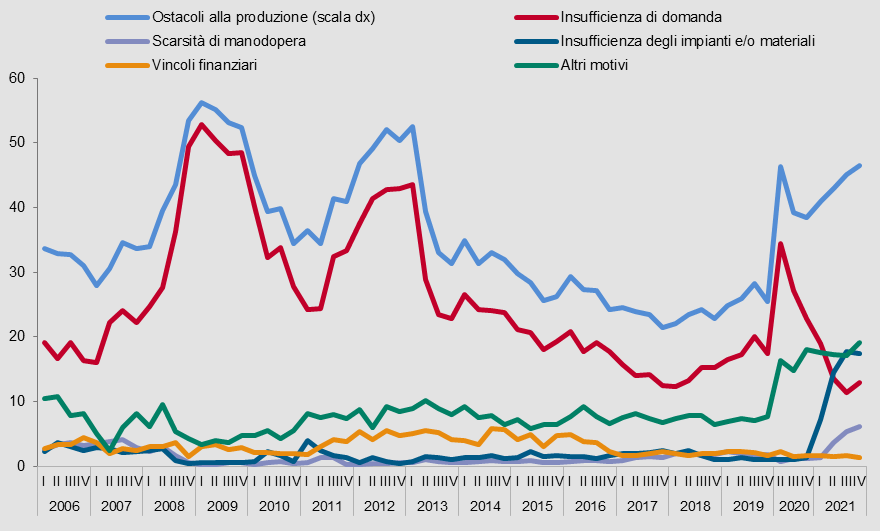 Ostacoli alla produzione (scala dx) Insufficienza di domanda
Scarsità di manodopera Insufficienza degli impianti e/o materiali
Vincoli finanziari Altri motivi
60
50
40
30
20
10
0
I II III IV I II III IV I II III IV I II III IV I II III IV I II III IV I II III IV I II III IV I II III IV I II III IV I II III IV I II III IV I II III IV I II III IV I II III IV I II III IV
2006 2007 2008 2009 2010 2011 2012 2013 2014 2015 2016 2017 2018 2019 2020 2021